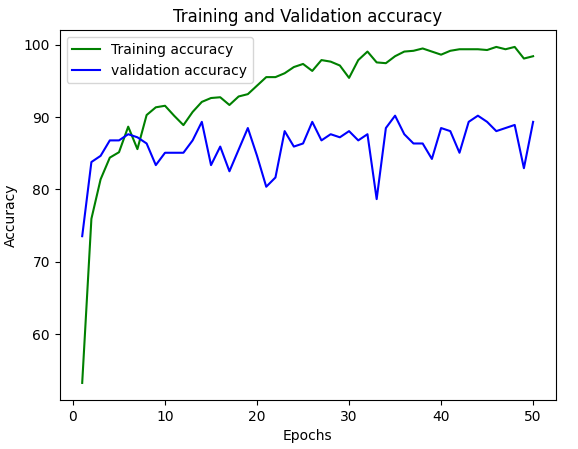 Training and Validation accuracy
Training accuracy
validation accuracy
100
90
80
70
60
Accuracy
0 10 20 30 40 50
Epochs